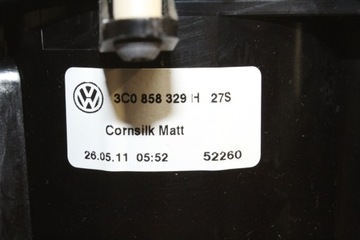 3C0 858 329 H 27S
Cornsilk Matt
26.05.11 05:52 52260